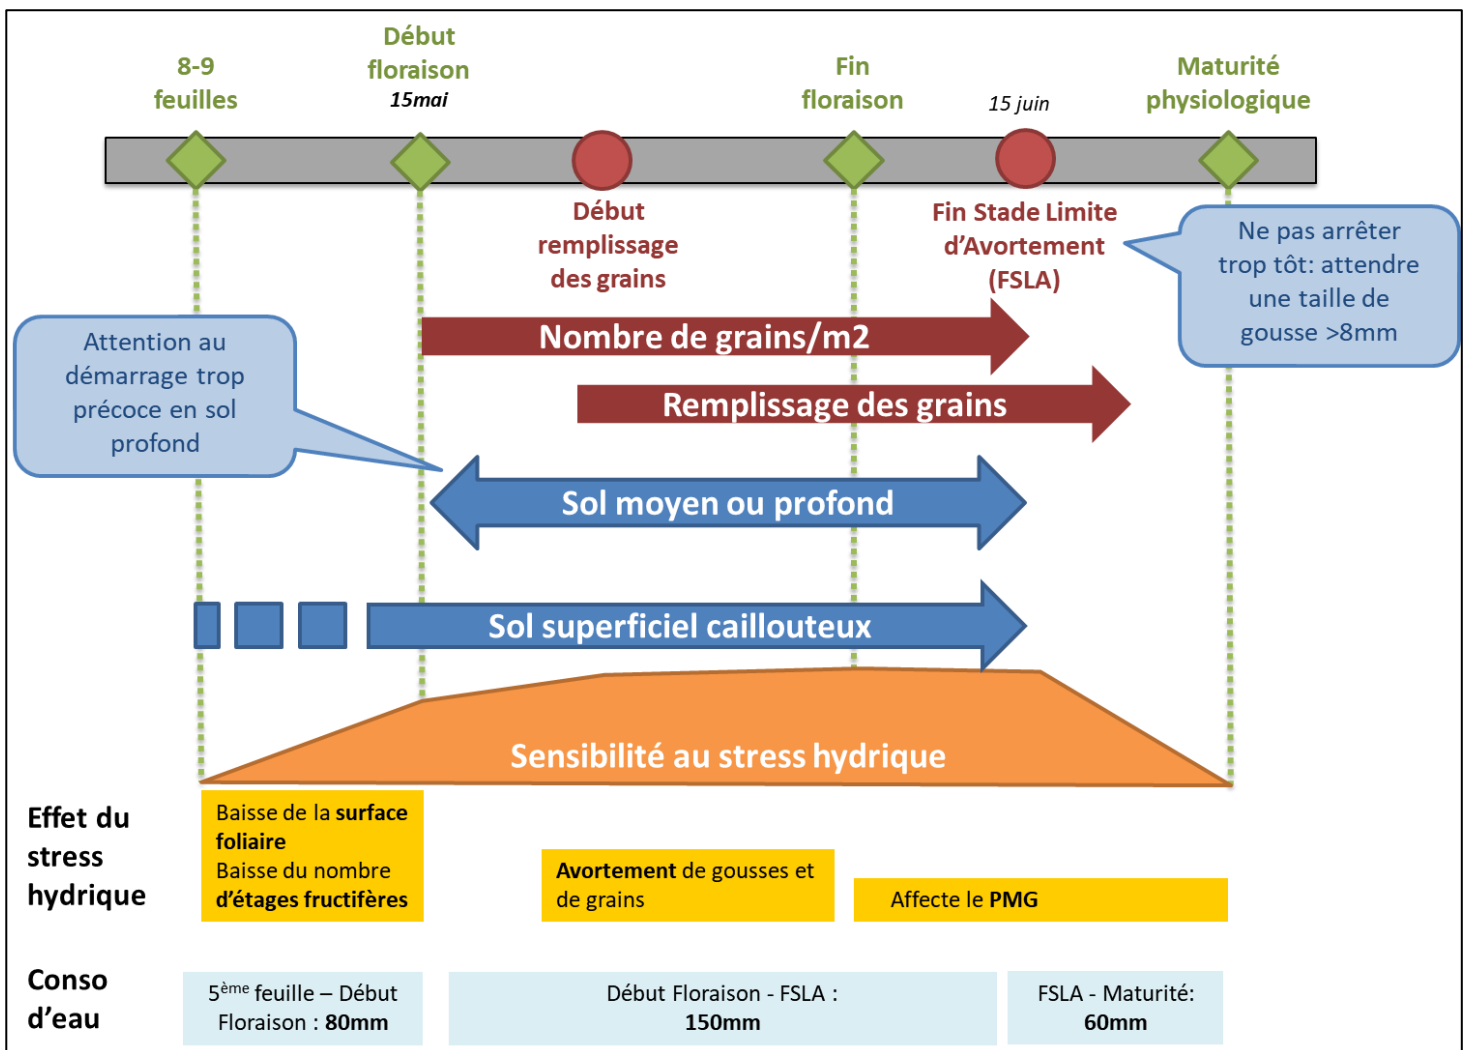 8-9
feuilles
Début
floraison
15mai
Fin
floraison
15 juin
Maturité
physiologique
Début
remplissage
des grains
Fin Stade Limite
d’Avortement
(FSLA)
Ne pas arrêter
trop tôt: attendre
une taille de
gousse >8mm
Nombre de grains/m2
Attention au
démarrage trop
précoce en sol
profond
Remplissage des grains
Sol moyen ou profond
Sol superficiel caillouteux
Sensibilité au stress hydrique
Effet du
stress
hydrique
Baisse de la surface
foliaire
Baisse du nombre
d’étages fructifères
Avortement de gousses et
de grains
Affecte le PMG
Conso
d’eau
5ème feuille – Début
Floraison : 80mm
Début Floraison - FSLA :
150mm
FSLA - Maturité:
60mm